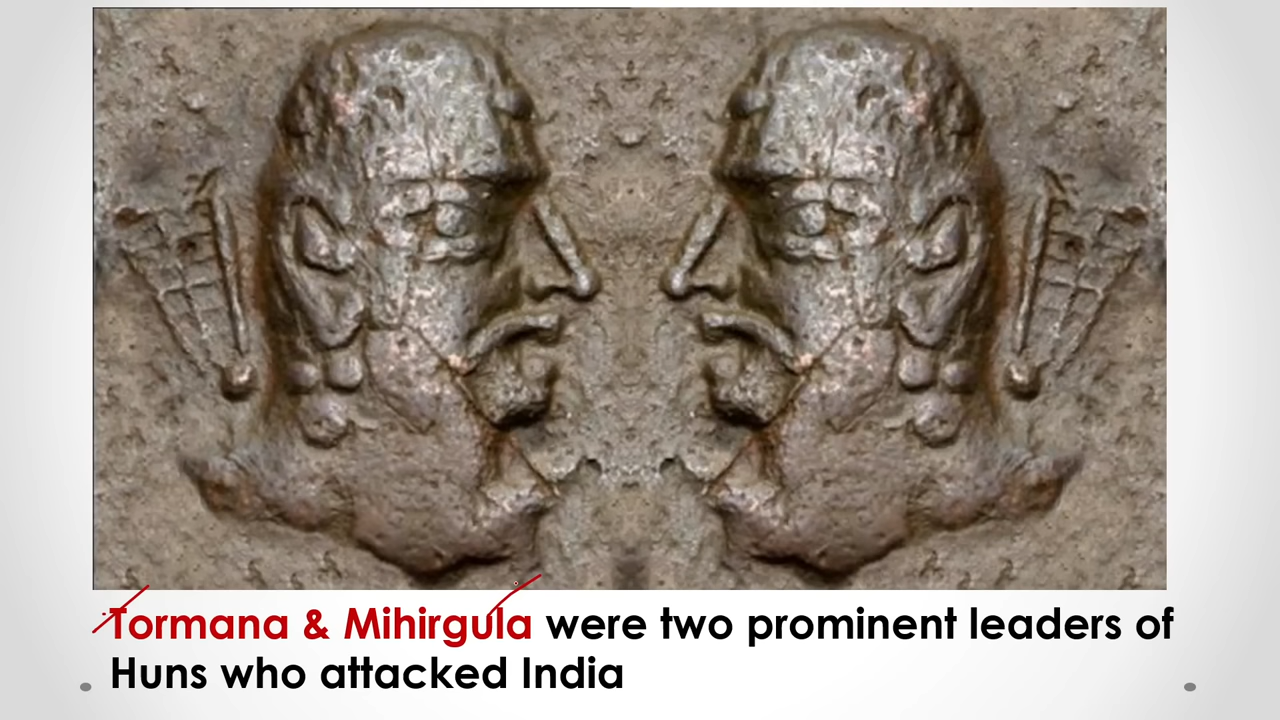 Tormana & Mihirgula were two prominent leaders of
Huns who attacked India